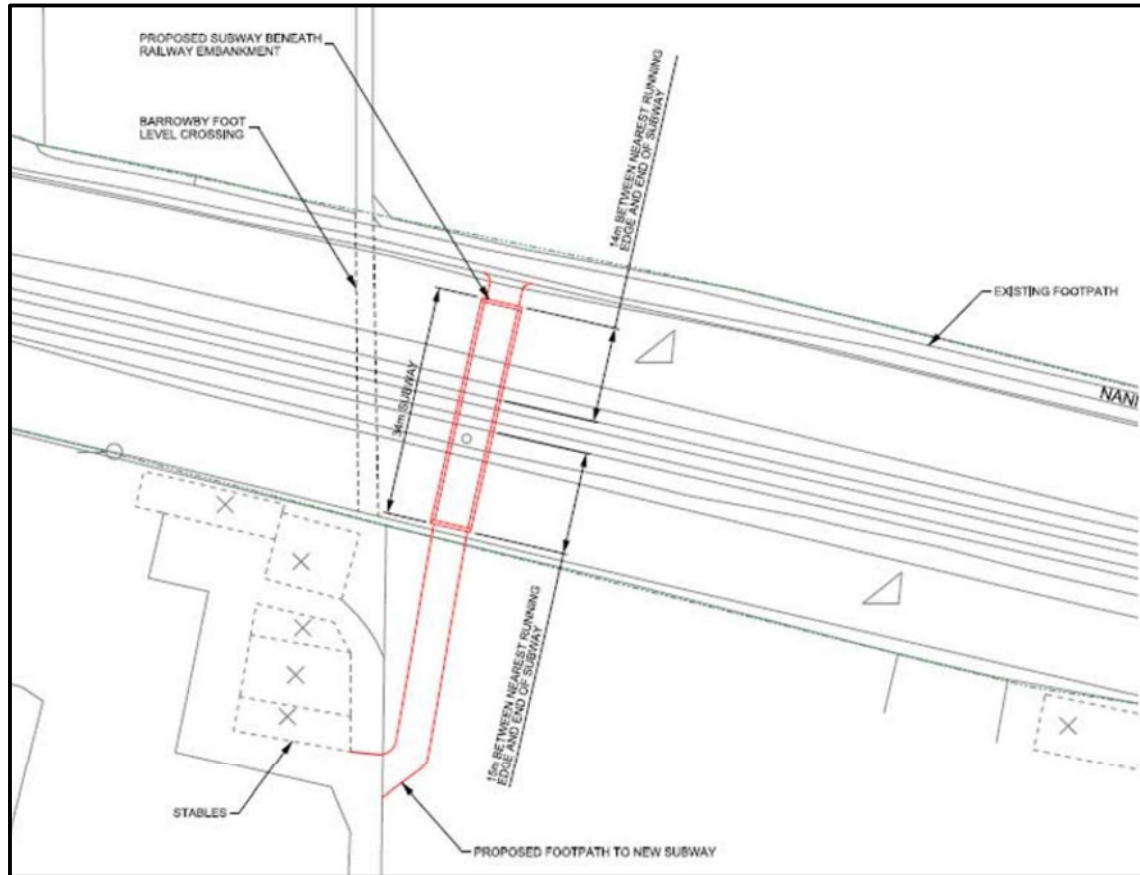 PROPOSED SUBWAY BENEATH
RAILWAY EMBANKMENT
BARROWBY FOOT
LEVEL CROSSING
14m BETWEEN NEAREST RUNNING
EDGE AND END OF SUBWAY
EXISTING FOOTPATH
NAN
34m SUBWAY
15m BETWEEN NEAREST RUNNING
EDGE AND END OF SUBWAY
STABLES
PROPOSED FOOTPATH TO NEW SUBWAY